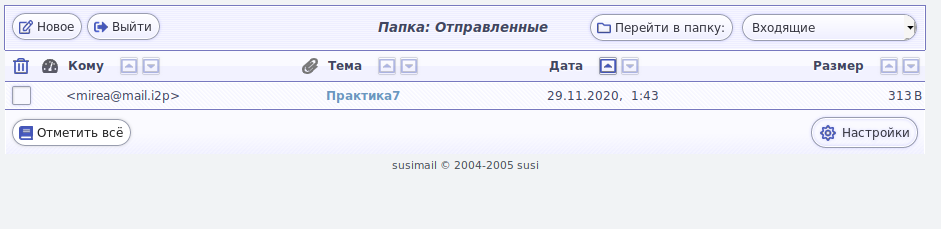 Новое Выйти Папка: Отправленные Перейти в папку: Входящие
Кому Тема Дата Размер
<mirea@mail.i2p> Практика7 29.11.2020, 1:43 313 B
Отметить всё Настройки
susimail © 2004-2005 susi